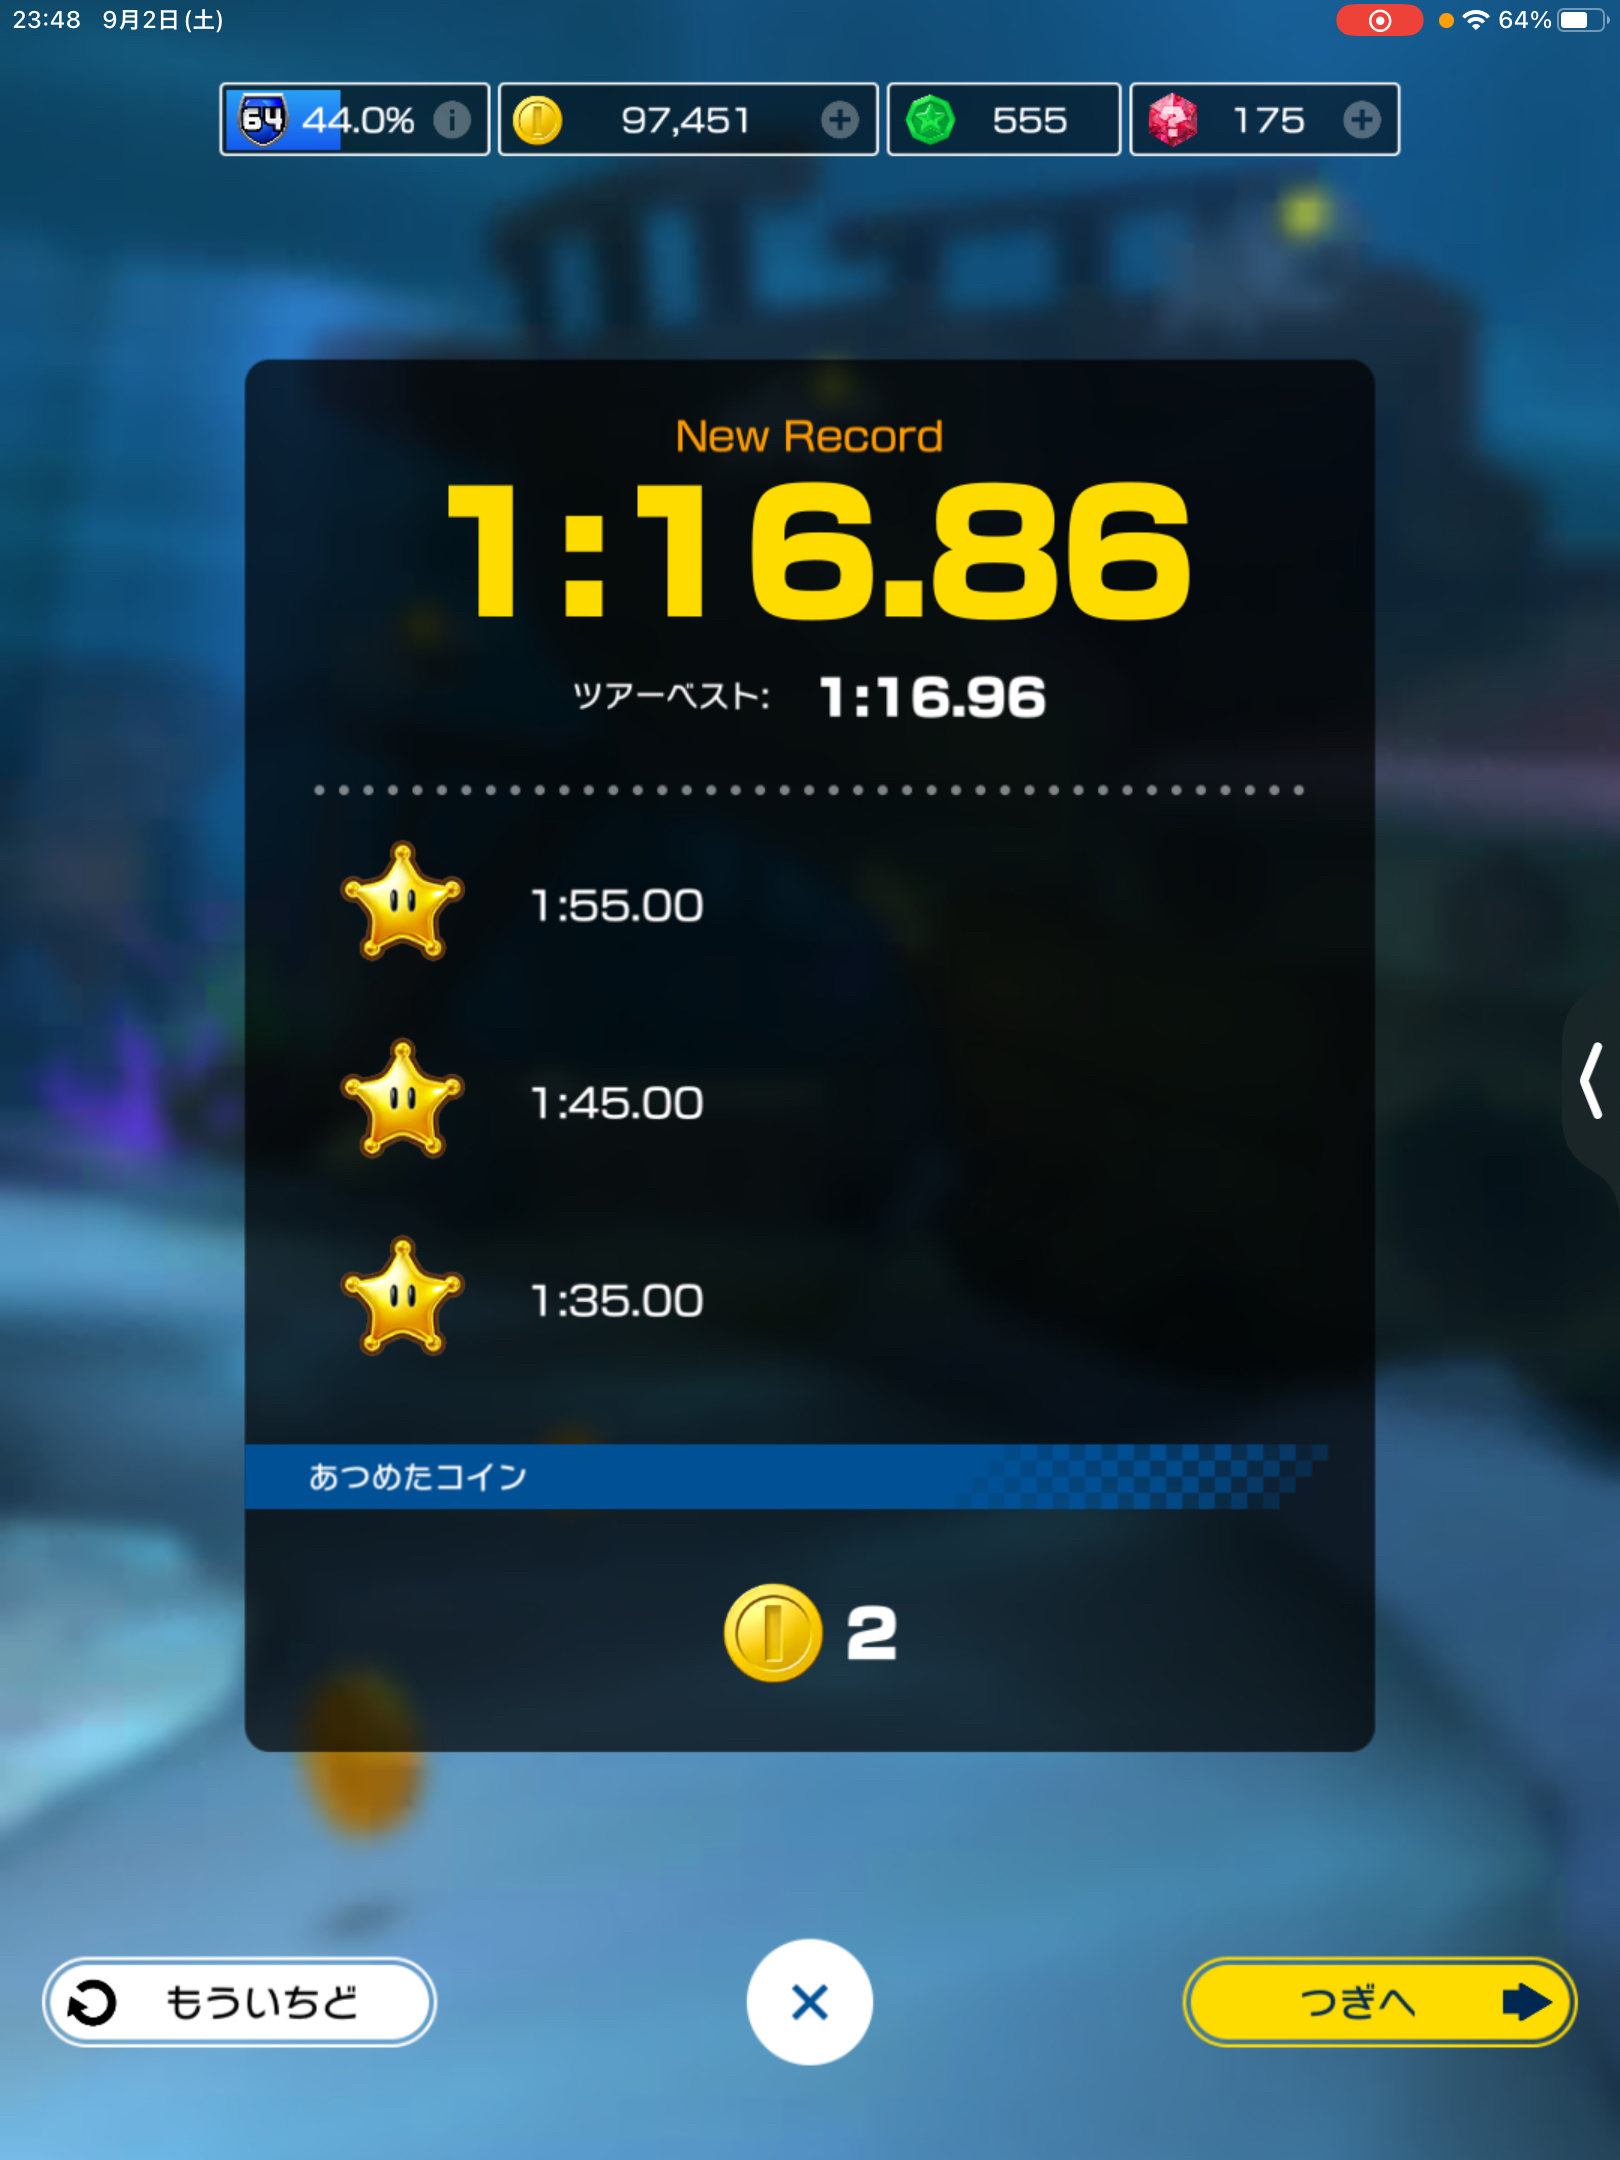 23:48 9月2日(土) 64%
64 44.0% i 97,451 + 555 ? 175 +
New Record
1:16.86
ツアーベスト: 1:16.96
1:55.00
1:45.00
1:35.00
あつめたコイン
2
もういちど × つぎへ